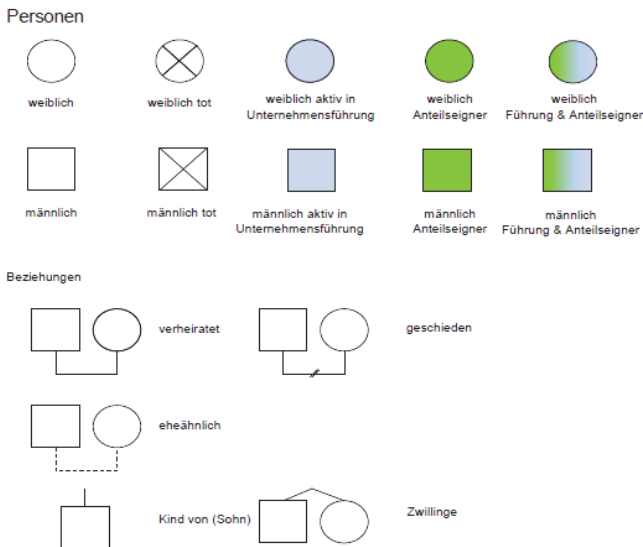 Personen
weiblich
weiblich tot
weiblich aktiv in
Unternehmensführung
weiblich
Anteilseigner
weiblich
Führung & Anteilseigner
männlich
männlich tot
männlich aktiv in
Unternehmensführung
männlich
Anteilseigner
männlich
Führung & Anteilseigner
Beziehungen
verheiratet
geschieden
eheähnlich
Kind von (Sohn)
Zwillinge